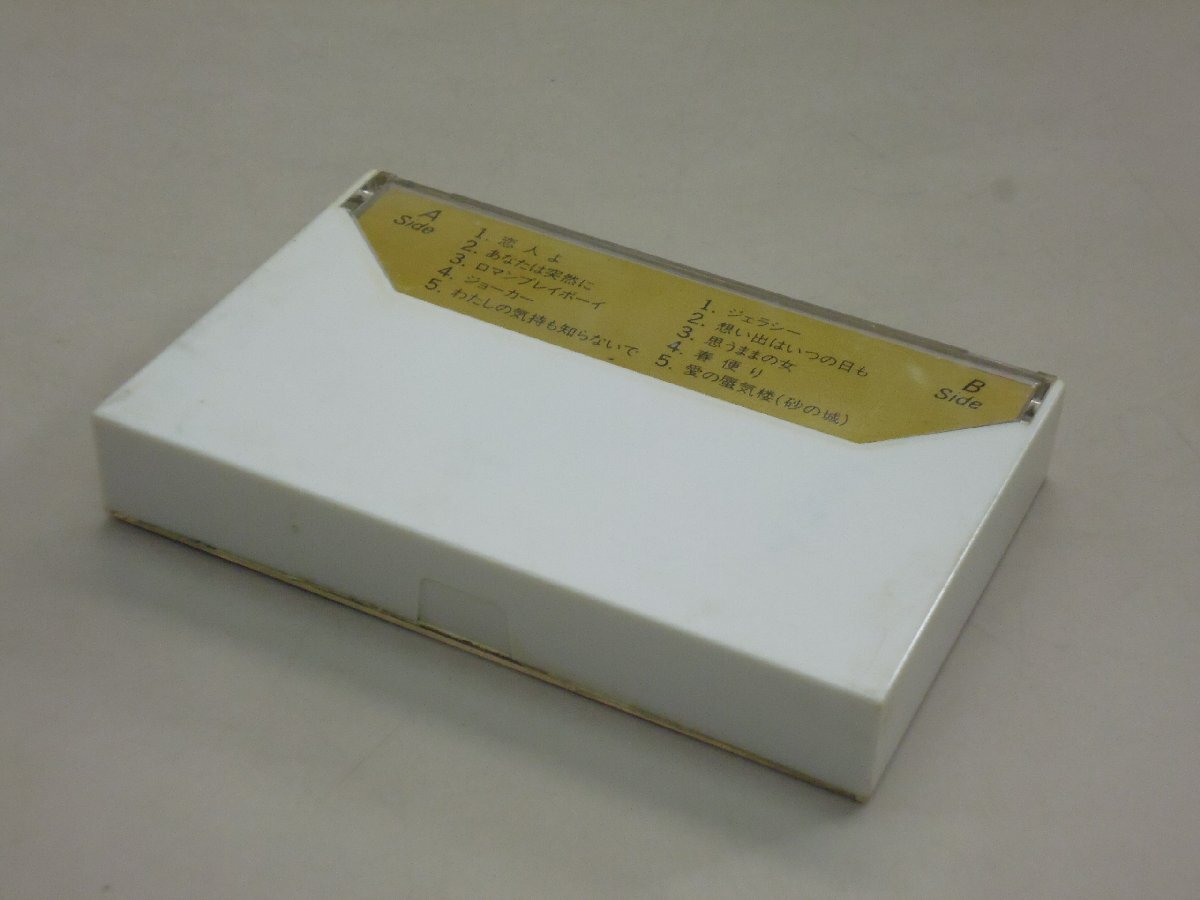 A
Side
1. 恋人よ
2. あなたは突然に
3. ロマンプレイボーイ
4. ジョーカー
5. わたしの気持も知らないで
1. ジェラシー
2. 想い出はいつの日も
3. 思うままの女
4. 春便り
5. 愛の蜃気楼(砂の城)
B
Side